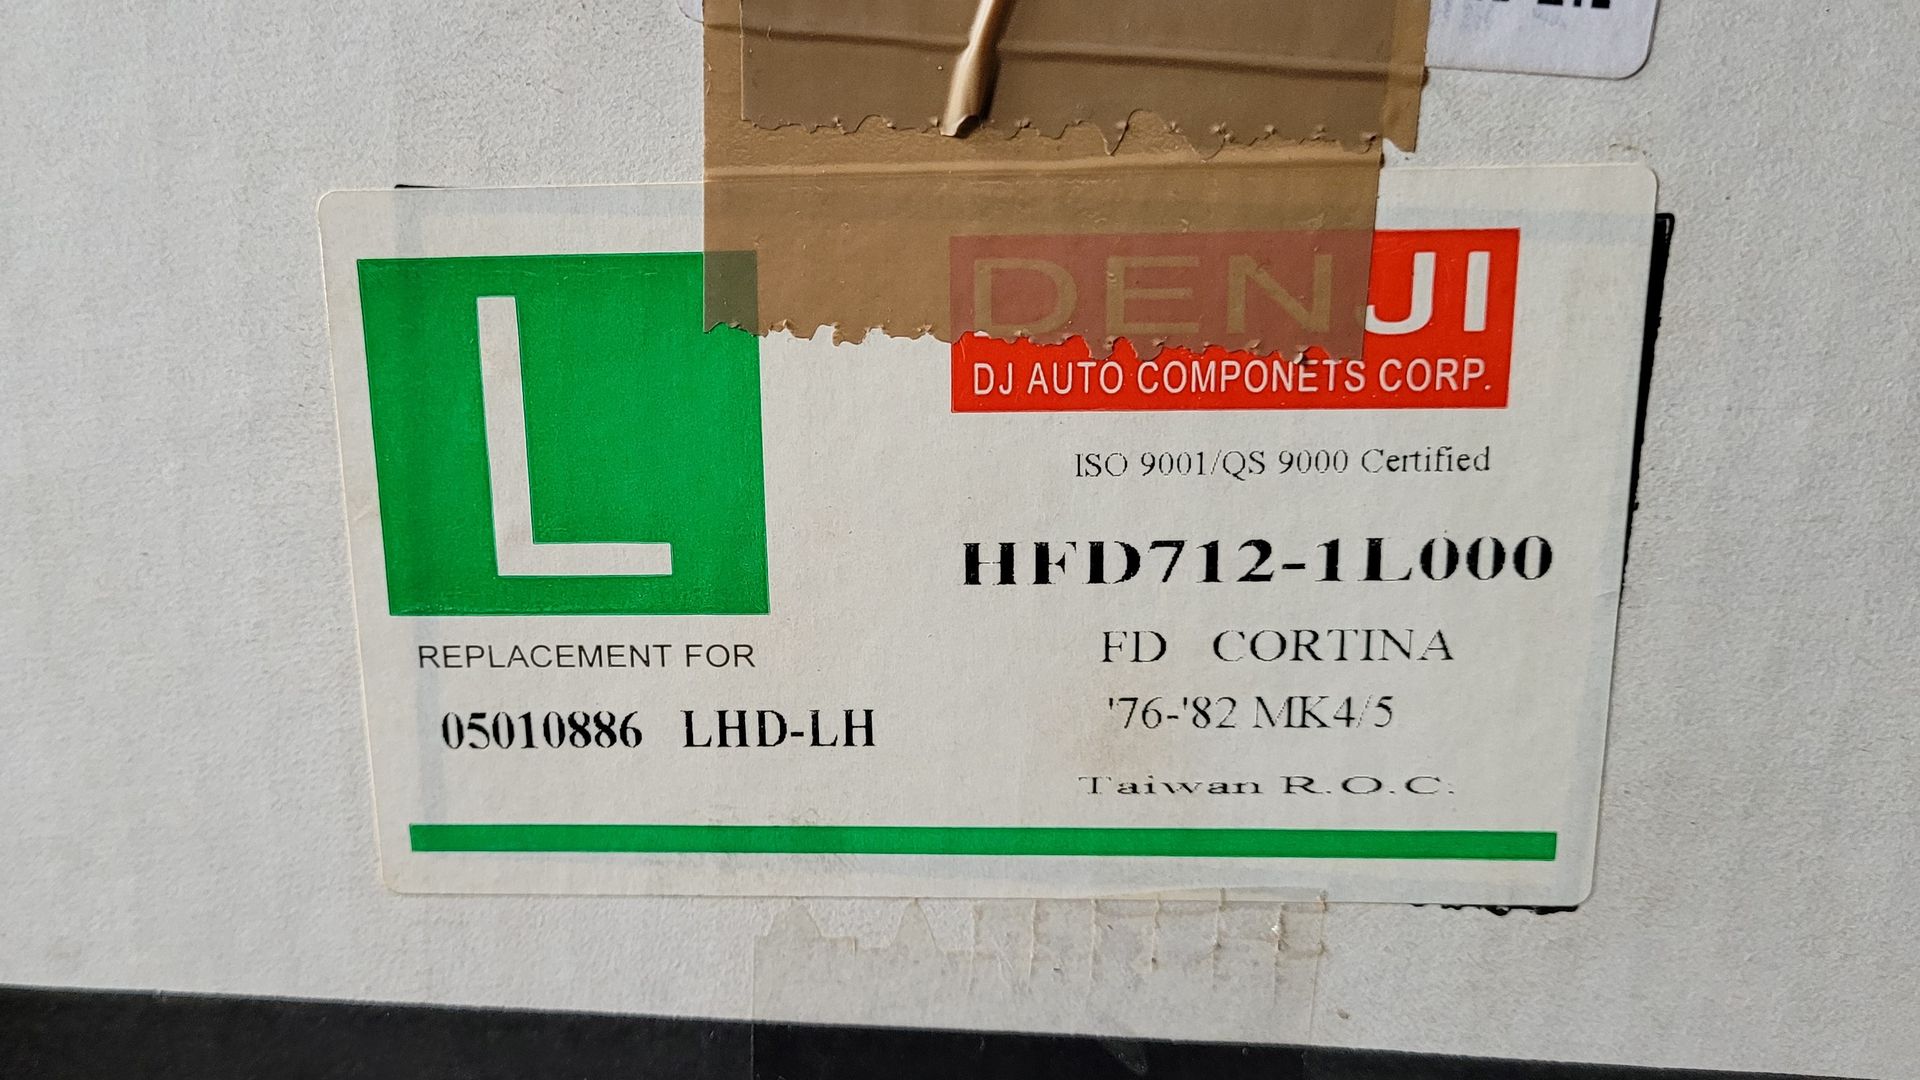 L
DENJI
DJ AUTO COMPONETS CORP.
ISO 9001/QS 9000 Certified
HFD712-1L000
FD CORTINA
'76-'82 MK4/5
Taiwan R.O.C.
REPLACEMENT FOR
05010886 LHD-LH